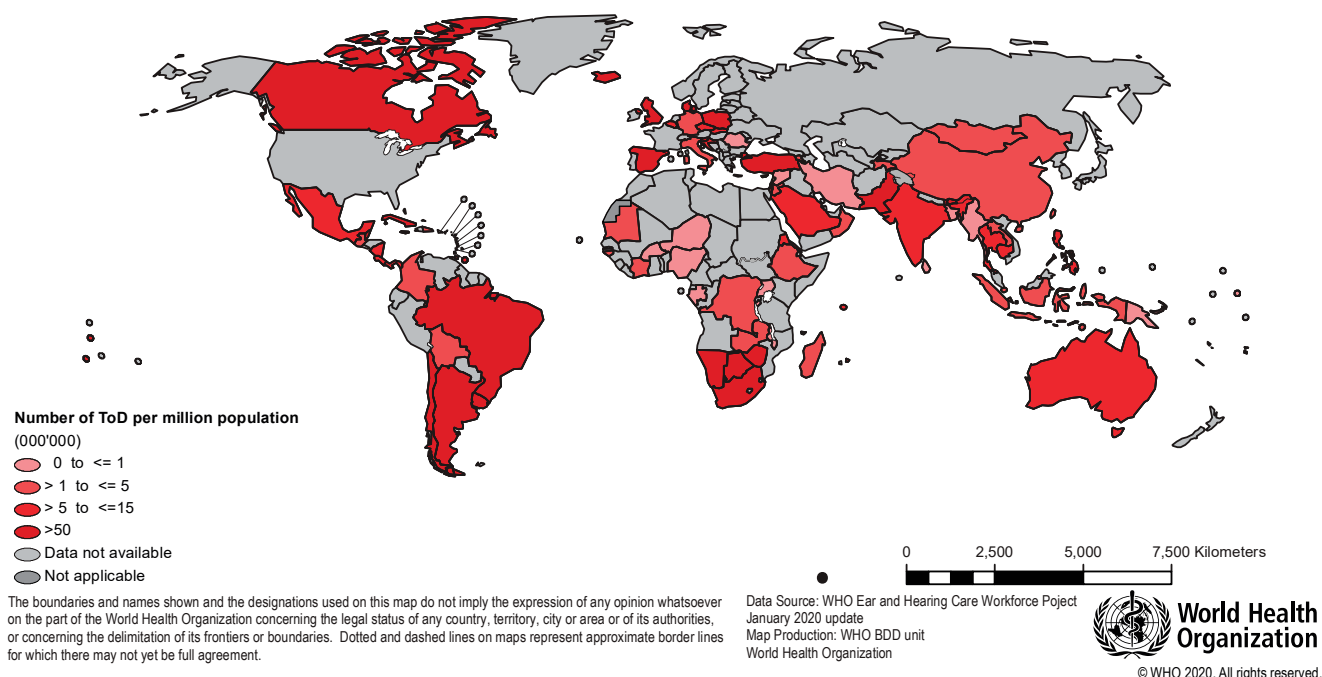 Number of ToD per million population
(000'000)
0 to <= 1
> 1 to <= 5
> 5 to <=15
>50
Data not available
Not applicable
0 2,500 5,000 7,500 Kilometers
The boundaries and names shown and the designations used on this map do not imply the expression of any opinion whatsoever
on the part of the World Health Organization concerning the legal status of any country, territory, city or area or of its authorities,
or concerning the delimitation of its frontiers or boundaries. Dotted and dashed lines on maps represent approximate border lines
for which there may not yet be full agreement.
Data Source: WHO Ear and Hearing Care Workforce Poject
January 2020 update
Map Production: WHO BDD unit
World Health Organization
World Health
Organization
© WHO 2020. All rights reserved.